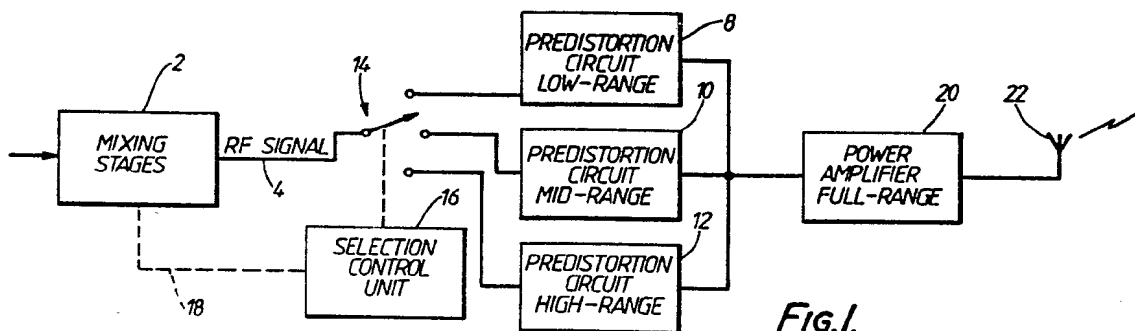 2
MIXING
STAGES
RF SIGNAL
4
14
16
SELECTION
CONTROL
UNIT
18
8
PREDISTORTION
CIRCUIT
LOW-RANGE
10
PREDISTORTION
CIRCUIT
MID-RANGE
12
PREDISTORTION
CIRCUIT
HIGH-RANGE
20
POWER
AMPLIFIER
FULL-RANGE
22
FIG.1.